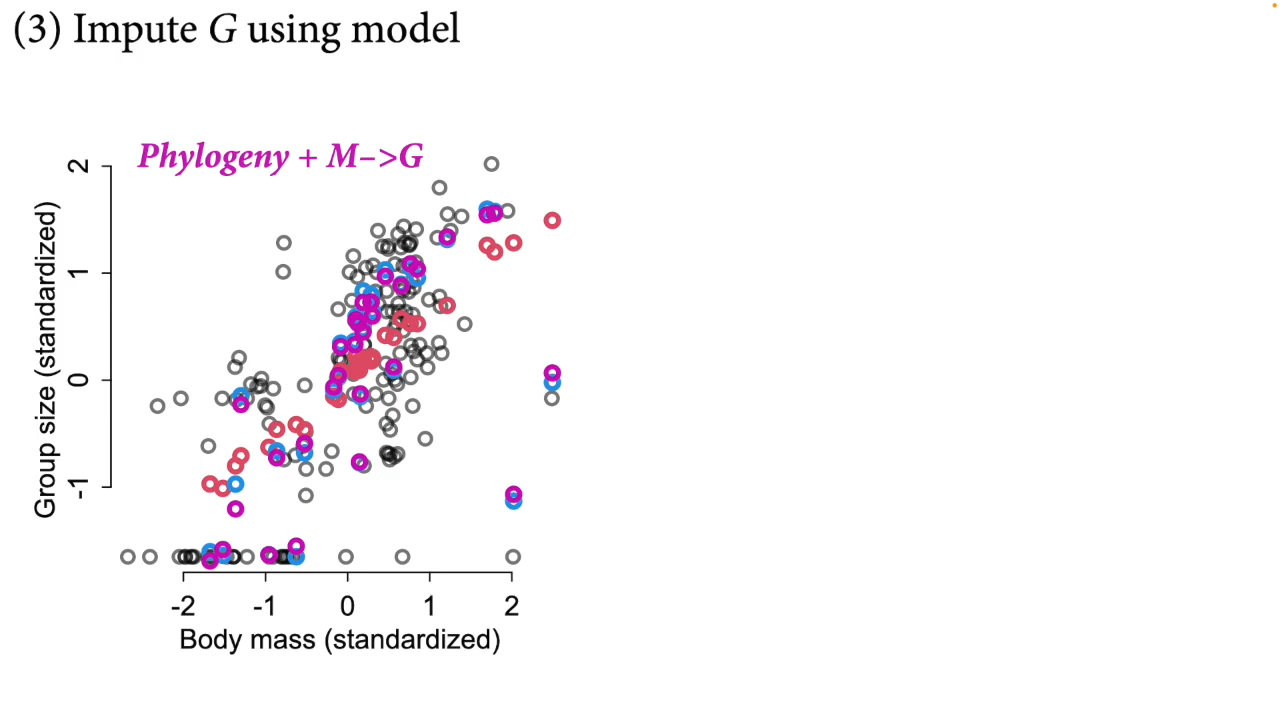 (3) Impute G using model
Phylogeny + M–>G
Group size (standardized)
2
1
0
-1
-2 -1 0 1 2
Body mass (standardized)